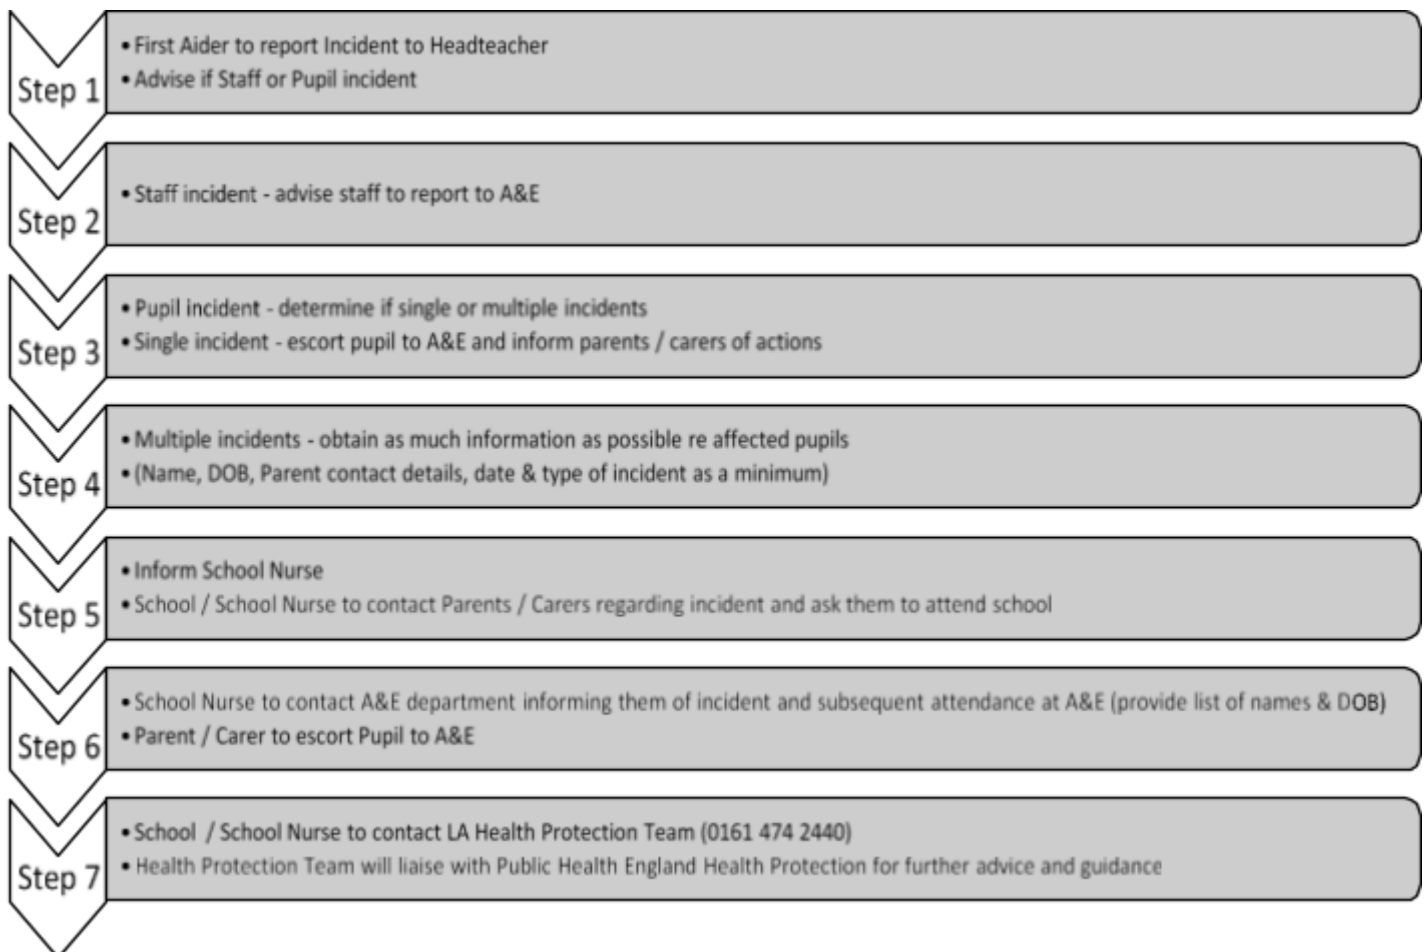 Step 1
• First Aider to report Incident to Headteacher
• Advise if Staff or Pupil incident
Step 2
• Staff incident - advise staff to report to A&E
Step 3
• Pupil incident - determine if single or multiple incidents
• Single incident - escort pupil to A&E and inform parents / carers of actions
Step 4
• Multiple incidents - obtain as much information as possible re affected pupils
• (Name, DOB, Parent contact details, date & type of incident as a minimum)
Step 5
• Inform School Nurse
• School / School Nurse to contact Parents / Carers regarding incident and ask them to attend school
Step 6
• School Nurse to contact A&E department informing them of incident and subsequent attendance at A&E (provide list of names & DOB)
• Parent / Carer to escort Pupil to A&E
Step 7
• School / School Nurse to contact LA Health Protection Team (0161 474 2440)
• Health Protection Team will liaise with Public Health England Health Protection for further advice and guidance